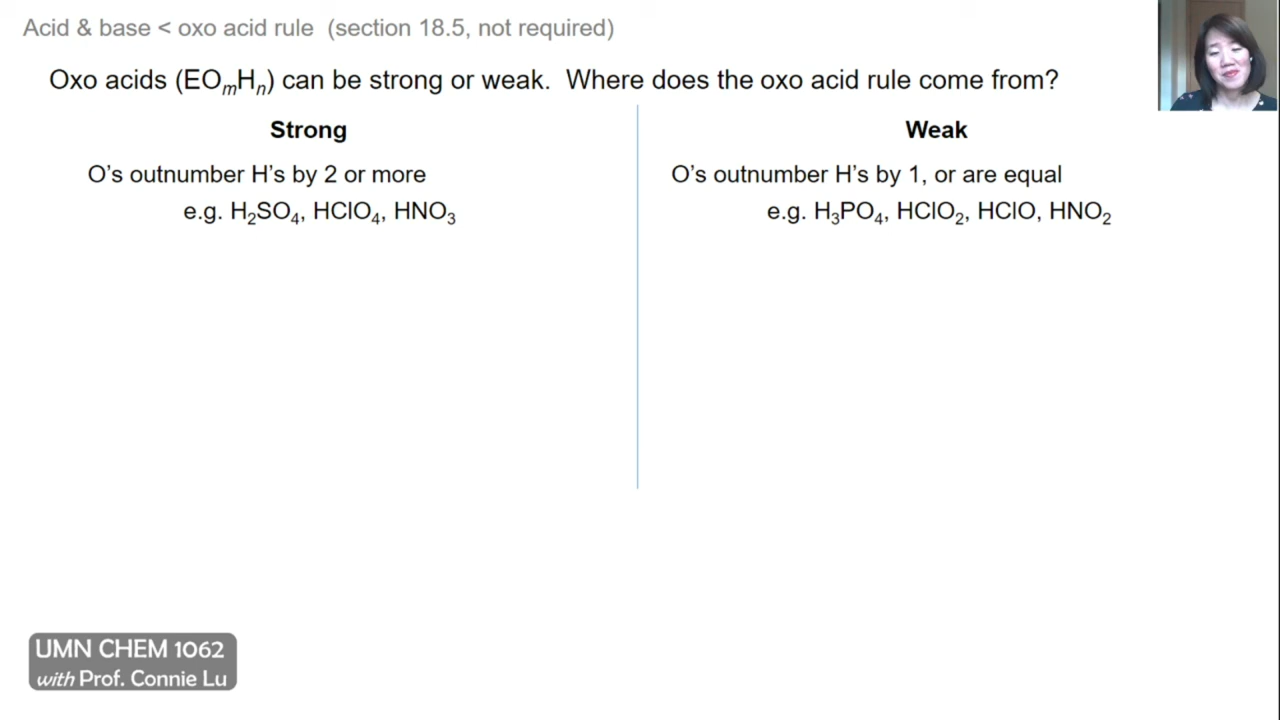 Acid & base < oxo acid rule (section 18.5, not required)
Oxo acids (EOₘHₙ) can be strong or weak. Where does the oxo acid rule come from?
Strong
O’s outnumber H’s by 2 or more
e.g. H₂SO₄, HClO₄, HNO₃
Weak
O’s outnumber H’s by 1, or are equal
e.g. H₃PO₄, HClO₂, HClO, HNO₂
UMN CHEM 1062
with Prof. Connie Lu